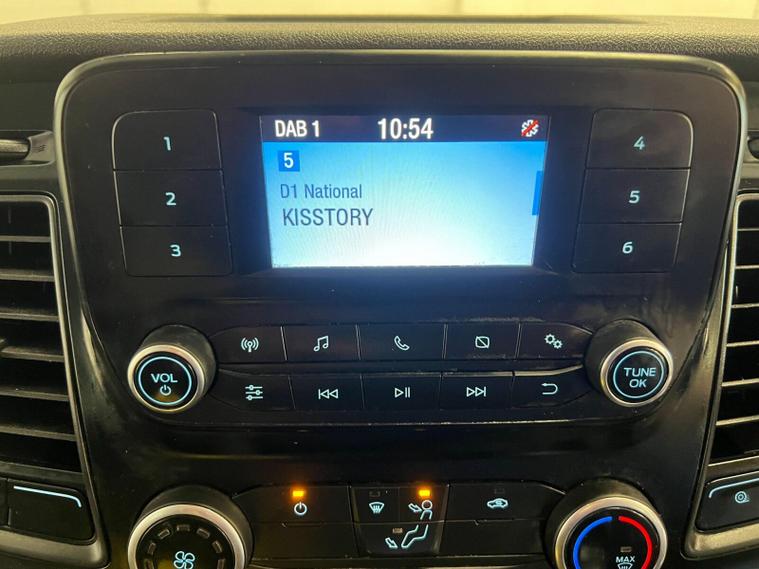 DAB 1 10:54
5
D1 National
KISSTORY
1
2
3
4
5
6
VOL
TUNE
OK
MAX